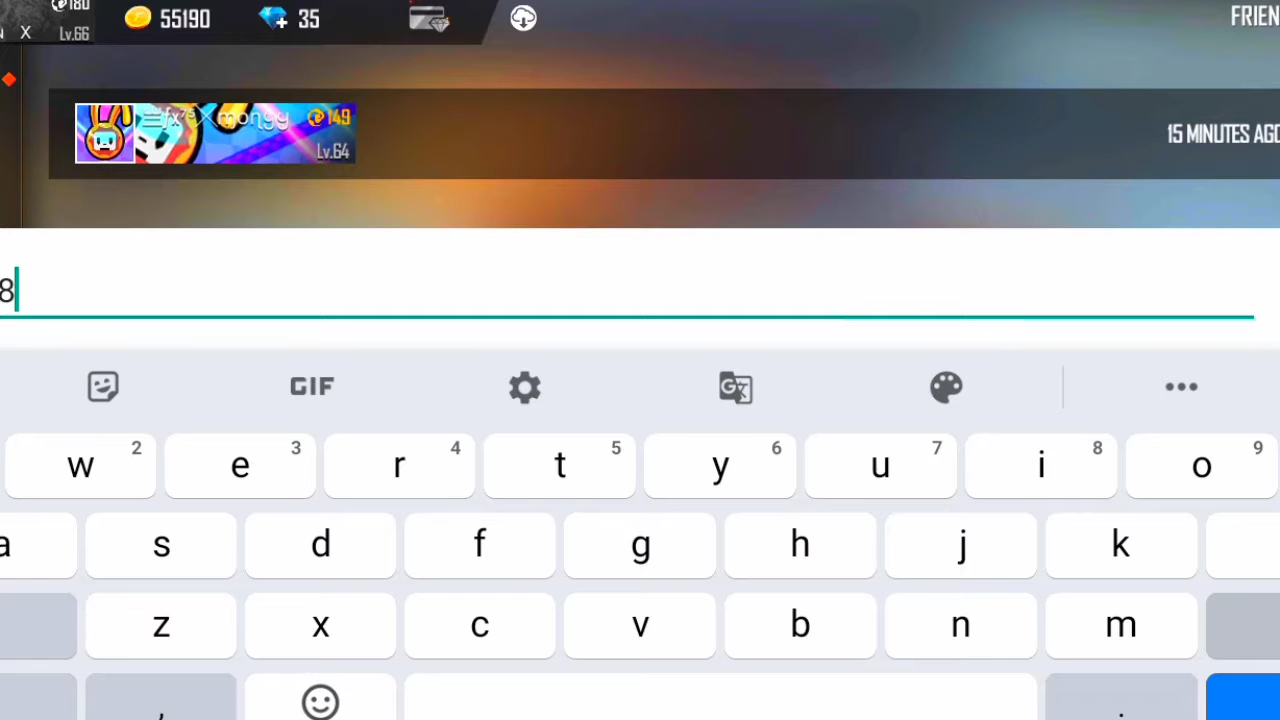 180
X Lv.66
55190
35
FRIEN
149
Lv.64
15 MINUTES AGO
8
GIF
w 2 e 3 r 4 t 5 y 6 u 7 i 8 o 9
a s d f g h j k
z x c v b n m
, .